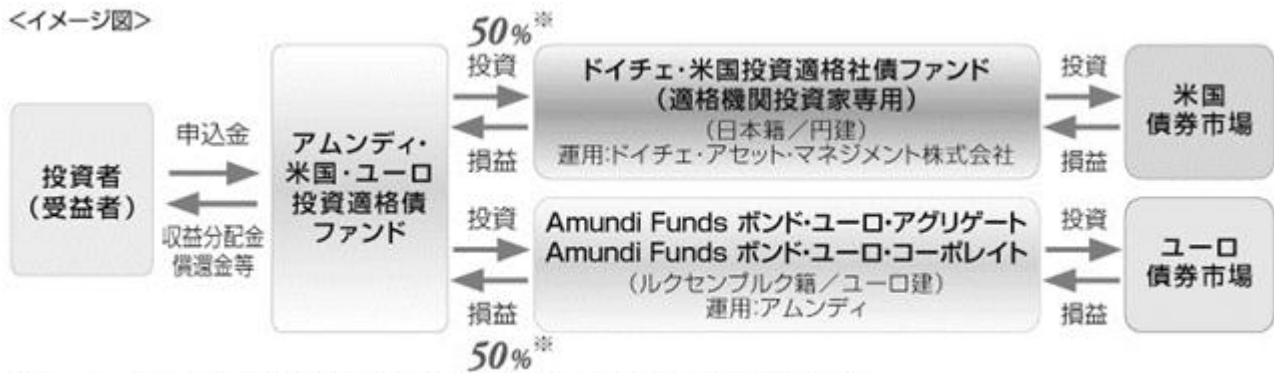 <イメージ図>
50%※
投資者
(受益者)
申込金
収益分配金
償還金等
アムンディ・
米国・ユーロ
投資適格債
ファンド
投資
損益
ドイチェ・米国投資適格社債ファンド
(適格機関投資家専用)
(日本籍/円建)
運用:ドイチェ・アセット・マネジメント株式会社
投資
損益
米国
債券市場
投資
損益
Amundi Funds ボンド・ユーロ・アグリゲート
Amundi Funds ボンド・ユーロ・コーポレイト
(ルクセンブルク籍/ユーロ建)
運用:アムンディ
投資
損益
ユーロ
債券市場
50%※